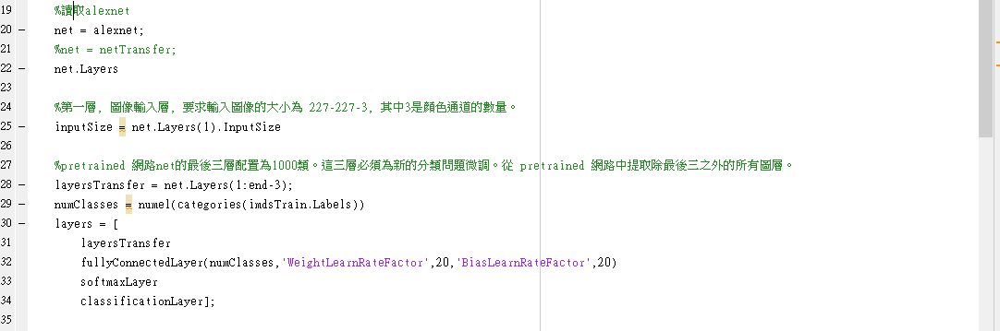 19 %讀取alexnet
20 — net = alexnet;
21 %net = netTransfer;
22 — net.Layers
23
24 %第一層, 圖像輸入層, 要求輸入圖像的大小為 227-227-3, 其中3是顏色通道的數量。
25 — inputSize = net.Layers(1).InputSize
26
27 %pretrained 網路net的最後三層配置為1000類。這三層必須為新的分類問題微調。從 pretrained 網路中提取除最後三之外的所有圖層。
28 — layersTransfer = net.Layers(1:end-3);
29 — numClasses = numel(categories(imdsTrain.Labels))
30 — layers = [
31 layersTransfer
32 fullyConnectedLayer(numClasses,'WeightLearnRateFactor',20,'BiasLearnRateFactor',20)
33 softmaxLayer
34 classificationLayer];
35